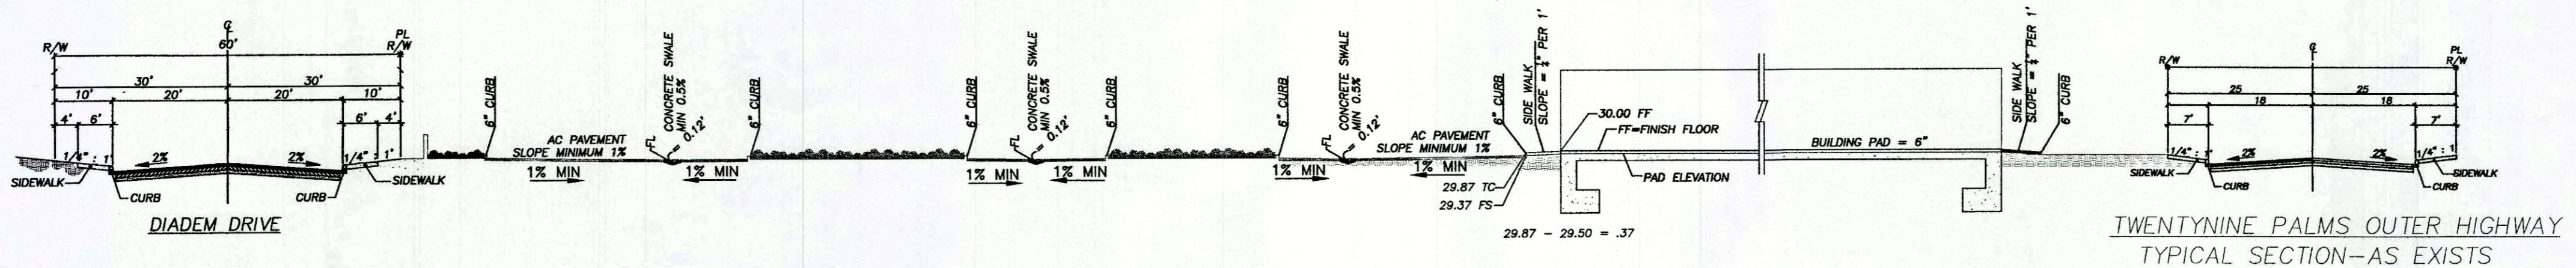 ℄
60'
R/W
PL
R/W
30'
30'
10'
20'
20'
10'
4'
6'
6'
4'
1/4" : 1'
2%
2%
1/4" : 1'
SIDEWALK
SIDEWALK
CURB
CURB
DIADEM DRIVE
6" CURB
AC PAVEMENT
SLOPE MINIMUM 1%
1% MIN
FL
CONCRETE SWALE
MIN 0.5%
0.12'
1% MIN
6" CURB
6" CURB
1% MIN
FL
CONCRETE SWALE
MIN 0.5%
0.12'
1% MIN
6" CURB
6" CURB
1% MIN
FL
CONCRETE SWALE
MIN 0.5%
0.12'
AC PAVEMENT
SLOPE MINIMUM 1%
1% MIN
6" CURB
SIDE WALK
SLOPE = ¼" PER 1'
30.00 FF
FF=FINISH FLOOR
BUILDING PAD = 6"
PAD ELEVATION
29.87 TC
29.37 FS
29.87 - 29.50 = .37
SIDE WALK
SLOPE = ¼" PER 1'
6" CURB
℄
R/W
PL
R/W
25
25
18
18
7'
7'
1/4" : 1'
2%
2%
1/4" : 1
SIDEWALK
SIDEWALK
CURB
CURB
TWENTYNINE PALMS OUTER HIGHWAY
TYPICAL SECTION-AS EXISTS